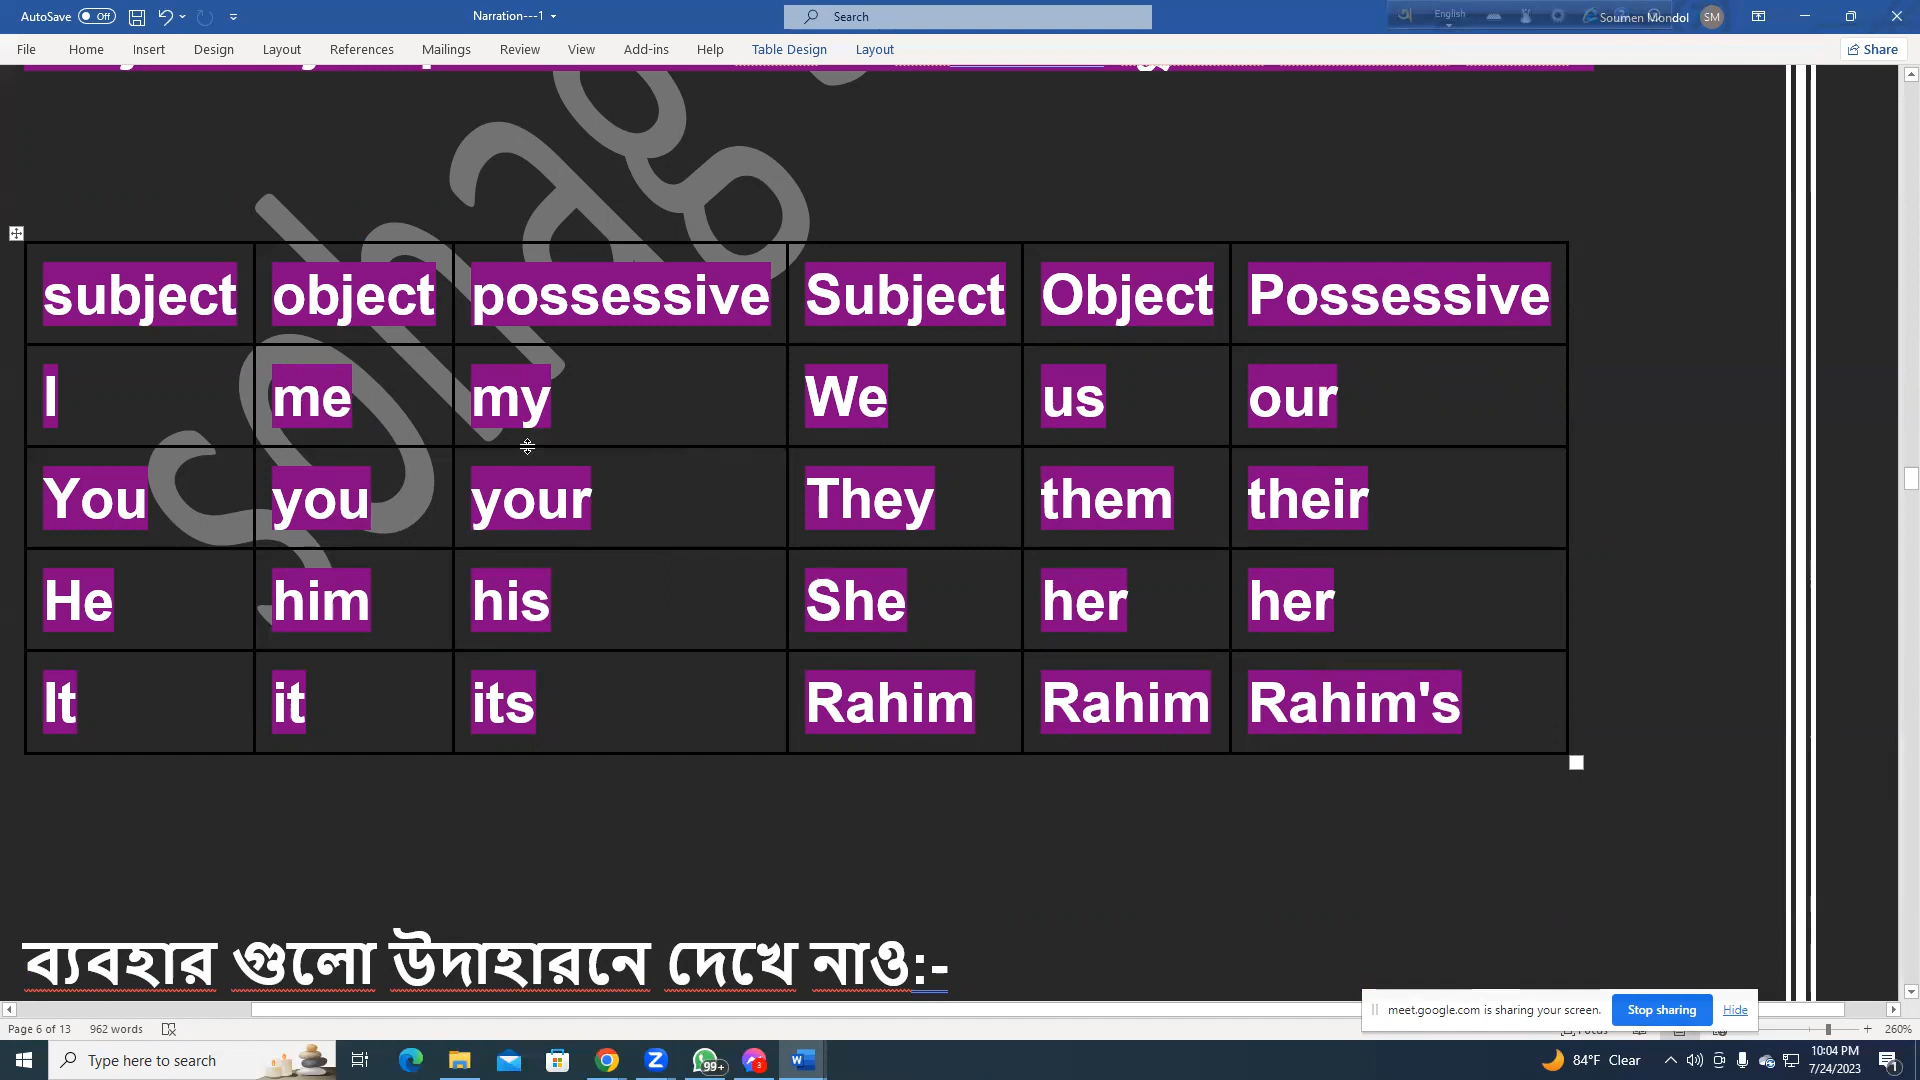 AutoSave Off Narration---1 Search English Soumen Mondol SM
File Home Insert Design Layout References Mailings Review View Add-ins Help Table Design Layout Share
subject object possessive Subject Object Possessive
I me my We us our
You you your They them their
He him his She her her
It it its Rahim Rahim Rahim's
ব্যবহার গুলো উদাহারনে দেখে নাও:-
meet.google.com is sharing your screen. Stop sharing Hide
Page 6 of 13 962 words 260%
Type here to search 99+ 3 84°F Clear 10:04 PM
7/24/2023 1